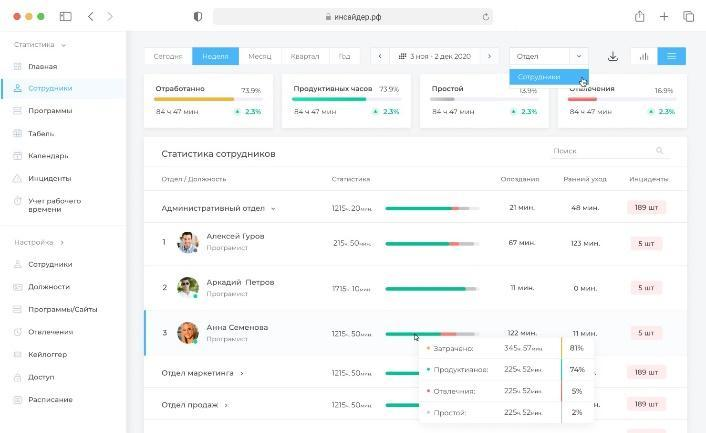 инсайдер.рф
Статистика
Главная
Сотрудники
Программы
Табель
Календарь
Инциденты
Учет рабочего
времени
Настройка
Сотрудники
Должности
Программы/Сайты
Отвлечения
Кейлоггер
Доступ
Расписание
Сегодня Неделя Месяц Квартал Год 3 ноя - 2 дек 2020 Отдел
Сотрудники
Отработано 73.9% Продуктивных часов 73.9% Простой 13.9% Отвлечения 16.9%
84 ч 47 мин 2.3% 84 ч 47 мин 2.3% 84 ч 47 мин 2.3% 84 ч 47 мин 2.3%
Статистика сотрудников Поиск
Отдел / Должность Статистика Опоздания Ранний уход Инциденты
Административный отдел 1215ч. 20мин. 21 мин. 48 мин. 189 шт
1 Алексей Гуров 215ч. 50мин. 67 мин. 123 мин. 5 шт
Програмист
2 Аркадий Петров 1715ч. 10мин. 11 мин. 0 мин. 5 шт
Програмист
3 Анна Семенова 1215ч. 50мин. 122 мин. 11 мин. 5 шт
Програмист
Затрачено: 345ч. 57мин. 81%
Продуктивное: 225ч. 52мин. 74%
Отвлечния: 225ч. 52мин. 5%
Простой: 225ч. 52мин. 2%
Отдел маркетинга 1215ч. 50мин. 189 шт
Отдел продаж 1215ч. 50мин. 189 шт